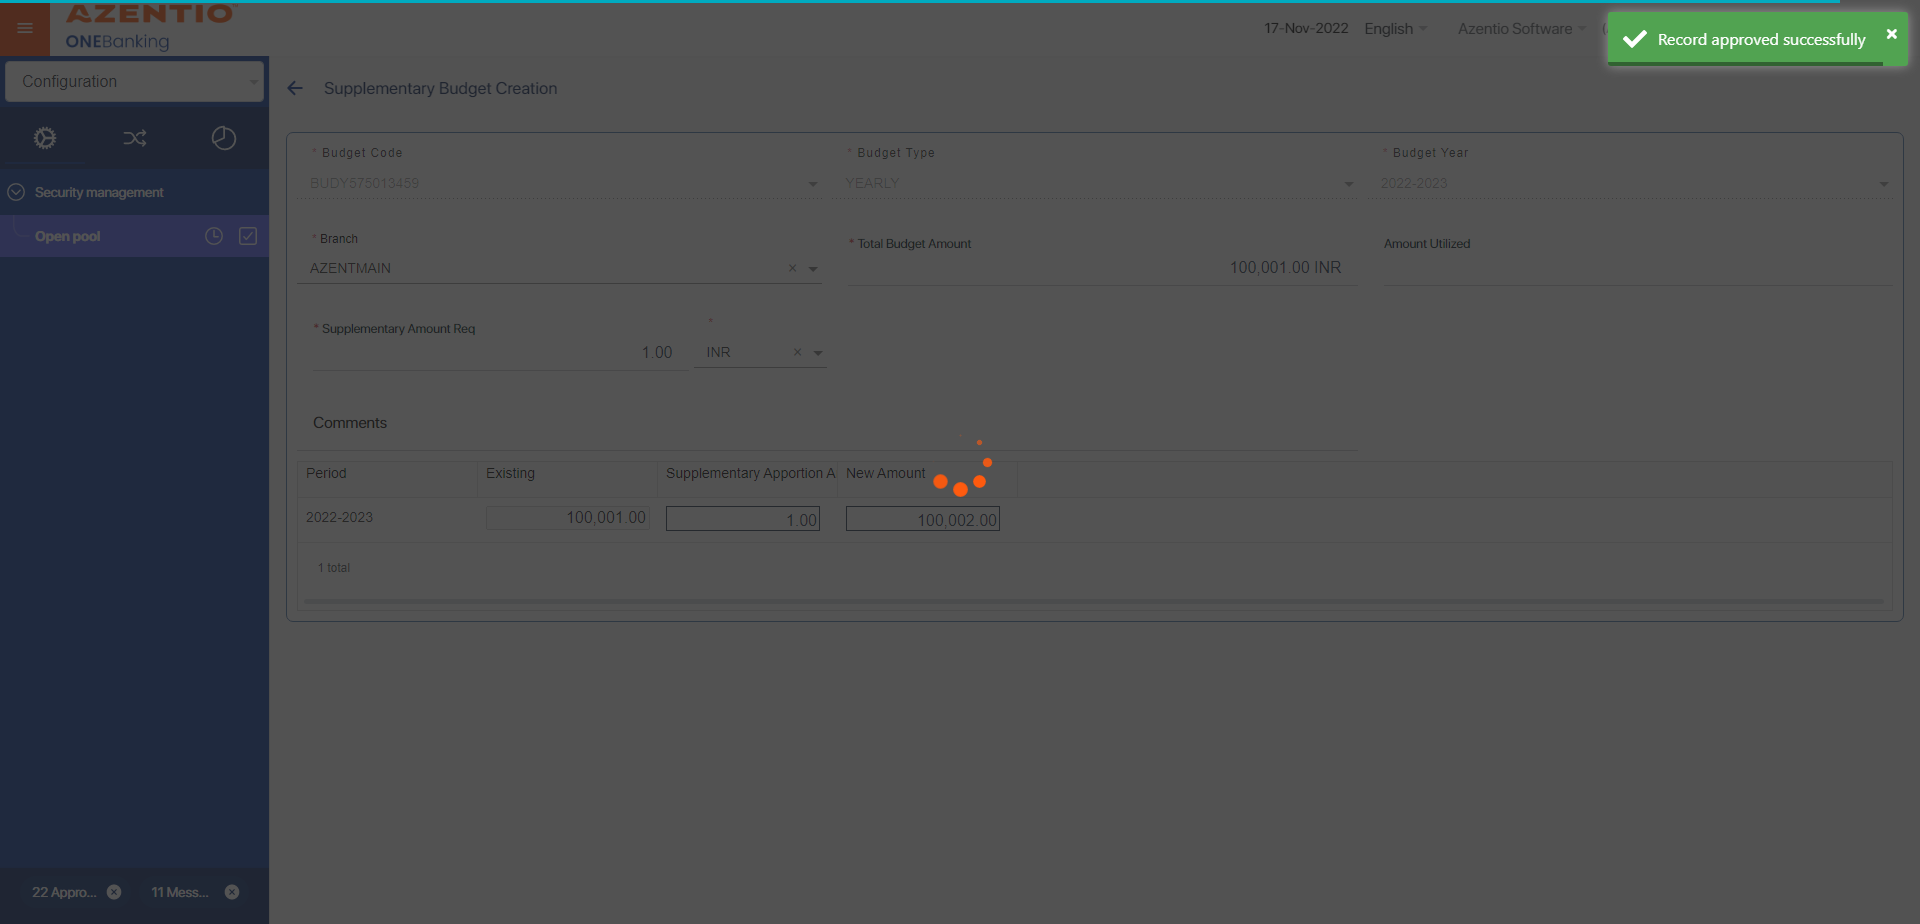 AZENTIO
ONEBanking
17-Nov-2022
English
Azentio Software
Record approved successfully
Configuration
Supplementary Budget Creation
* Budget Code
* Budget Type
* Budget Year
BUDY575013459
YEARLY
2022-2023
Security management
Open pool
* Branch
* Total Budget Amount
Amount Utilized
AZENTMAIN
100,001.00 INR
* Supplementary Amount Req
*
1.00
INR
Comments
Period
Existing
Supplementary Apportion A
New Amount
2022-2023
100,001.00
1.00
100,002.00
1 total
22 Appro...
11 Mess...